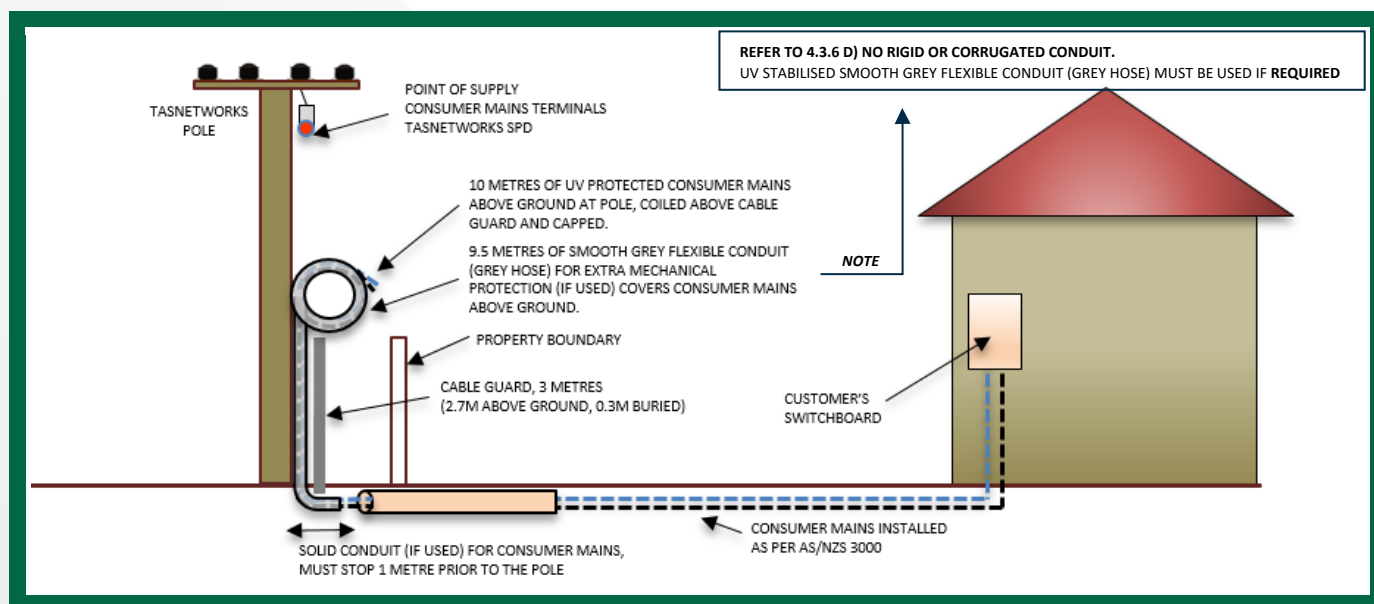 REFER TO 4.3.6 D) NO RIGID OR CORRUGATED CONDUIT.
UV STABILISED SMOOTH GREY FLEXIBLE CONDUIT (GREY HOSE) MUST BE USED IF REQUIRED
TASNETWORKS
POLE
POINT OF SUPPLY
CONSUMER MAINS TERMINALS
TASNETWORKS SPD
10 METRES OF UV PROTECTED CONSUMER MAINS
ABOVE GROUND AT POLE, COILED ABOVE CABLE
GUARD AND CAPPED.
9.5 METRES OF SMOOTH GREY FLEXIBLE CONDUIT
(GREY HOSE) FOR EXTRA MECHANICAL
PROTECTION (IF USED) COVERS CONSUMER MAINS
ABOVE GROUND.
NOTE
PROPERTY BOUNDARY
CABLE GUARD, 3 METRES
(2.7M ABOVE GROUND, 0.3M BURIED)
CUSTOMER'S
SWITCHBOARD
CONSUMER MAINS INSTALLED
AS PER AS/NZS 3000
SOLID CONDUIT (IF USED) FOR CONSUMER MAINS,
MUST STOP 1 METRE PRIOR TO THE POLE